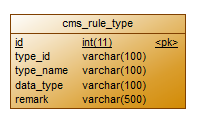 cms_rule_type
id int(11) <pk>
type_id varchar(100)
type_name varchar(100)
data_type varchar(100)
remark varchar(500)